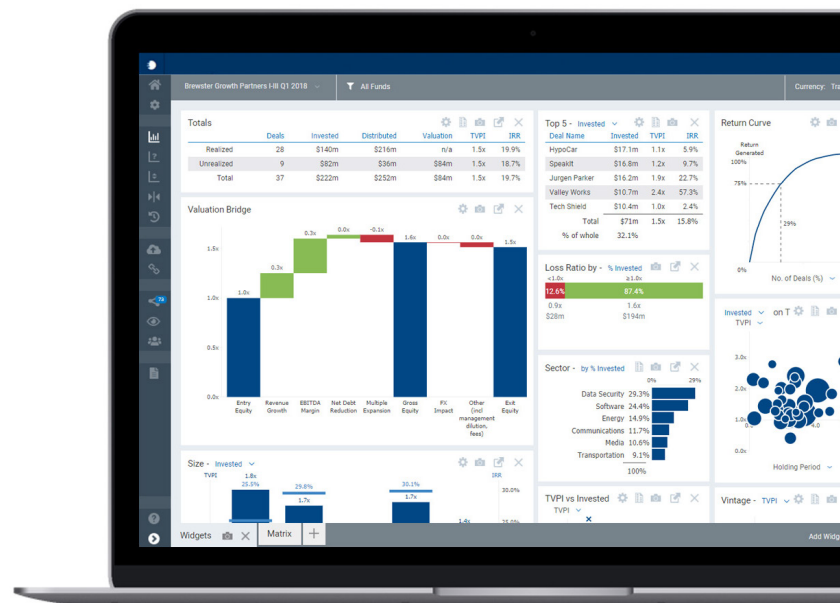 Brewster Growth Partners I-III Q1 2018
All Funds
Currency: Tra
Totals
Deals Invested Distributed Valuation TVPI IRR
Realized 28 $140m $216m n/a 1.5x 19.9%
Unrealized 9 $82m $36m $84m 1.5x 18.7%
Total 37 $222m $252m $84m 1.5x 19.7%
Valuation Bridge
1.5x
1.0x
0.5x
0.0x
1.0x
0.3x
0.3x
0.0x
-0.1x
1.6x
0.0x
0.0x
1.5x
Entry Equity
Revenue Growth
EBITDA Margin
Net Debt Reduction
Multiple Expansion
Gross Equity
FX Impact
Other (incl management dilution, fees)
Exit Equity
Size - Invested
TVPI
IRR
1.8x
25.5%
29.8%
1.7x
30.1%
1.7x
1.4x
30.0%
25.0%
Top 5 - Invested
Deal Name Invested TVPI IRR
HypoCar $17.1m 1.1x 5.9%
SpeakIt $16.8m 1.2x 9.7%
Jurgen Parker $16.2m 1.9x 22.7%
Valley Works $10.7m 2.4x 57.3%
Tech Shield $10.4m 1.0x 2.4%
Total $71m 1.5x 15.8%
% of whole 32.1%
Loss Ratio by - % Invested
<1.0x
≥1.0x
12.6%
87.4%
0.9x
1.6x
$28m
$194m
Sector - by % Invested
0% 29%
Data Security 29.3%
Software 24.4%
Energy 14.9%
Communications 11.7%
Media 10.6%
Transportation 9.1%
100%
TVPI vs Invested
TVPI
Return Curve
Return
Generated
100%
75%
29%
0%
No. of Deals (%)
Invested on T
TVPI
3.0x
2.0x
1.0x
0.0x
4.0
Holding Period
Vintage - TVPI
Widgets
Matrix
Add Widg